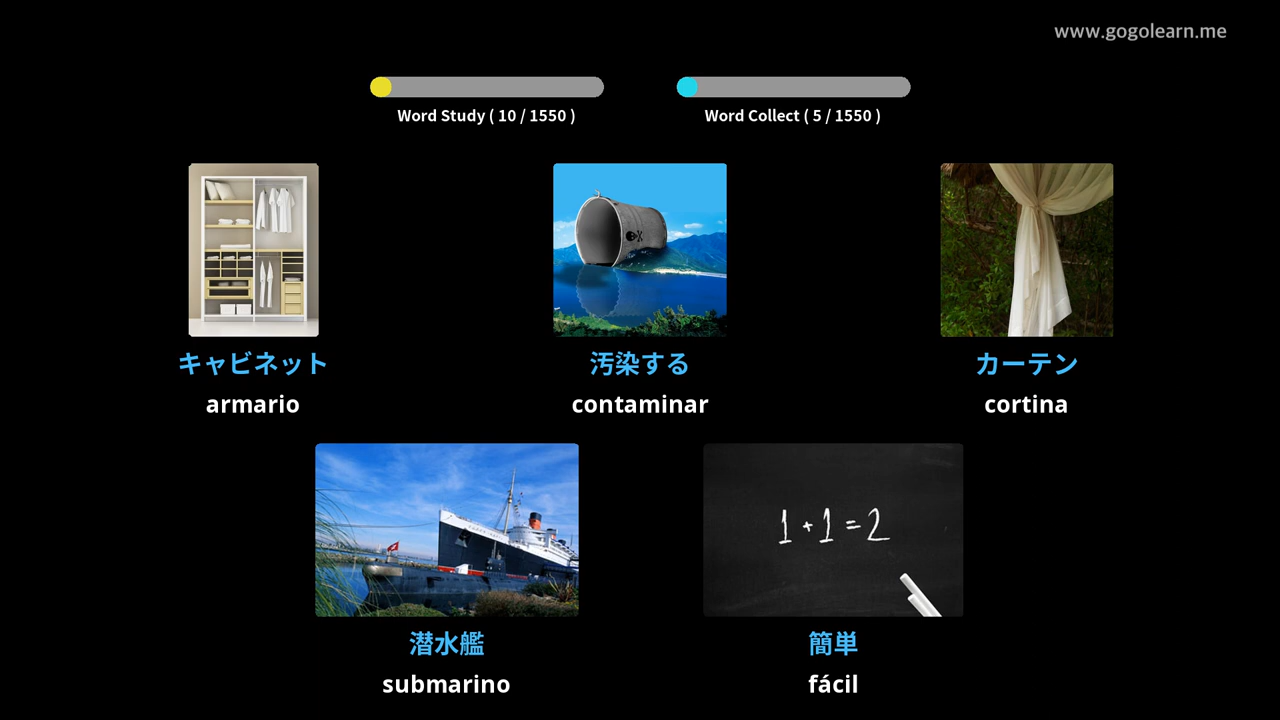 www.gogolearn.me
Word Study ( 10 / 1550 )
Word Collect ( 5 / 1550 )
キャビネット
armario
汚染する
contaminar
カーテン
cortina
1+1=2
潜水艦
submarino
簡単
fácil